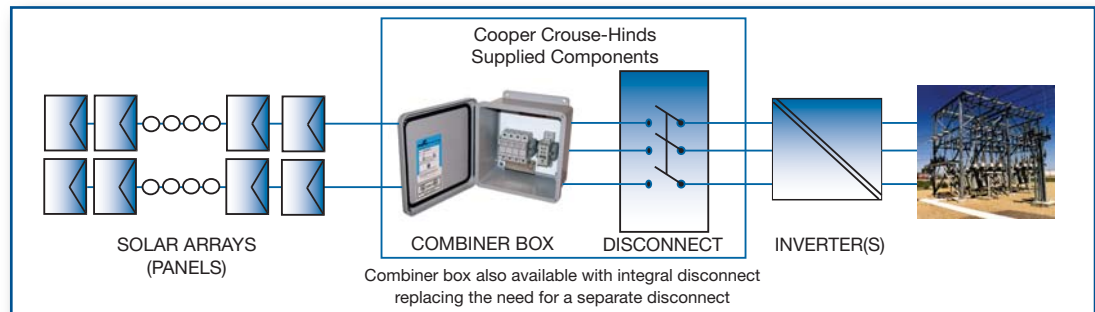 Cooper Crouse-Hinds
Supplied Components
SOLAR ARRAYS
(PANELS)
COMBINER BOX
DISCONNECT
INVERTER(S)
Combiner box also available with integral disconnect
replacing the need for a separate disconnect